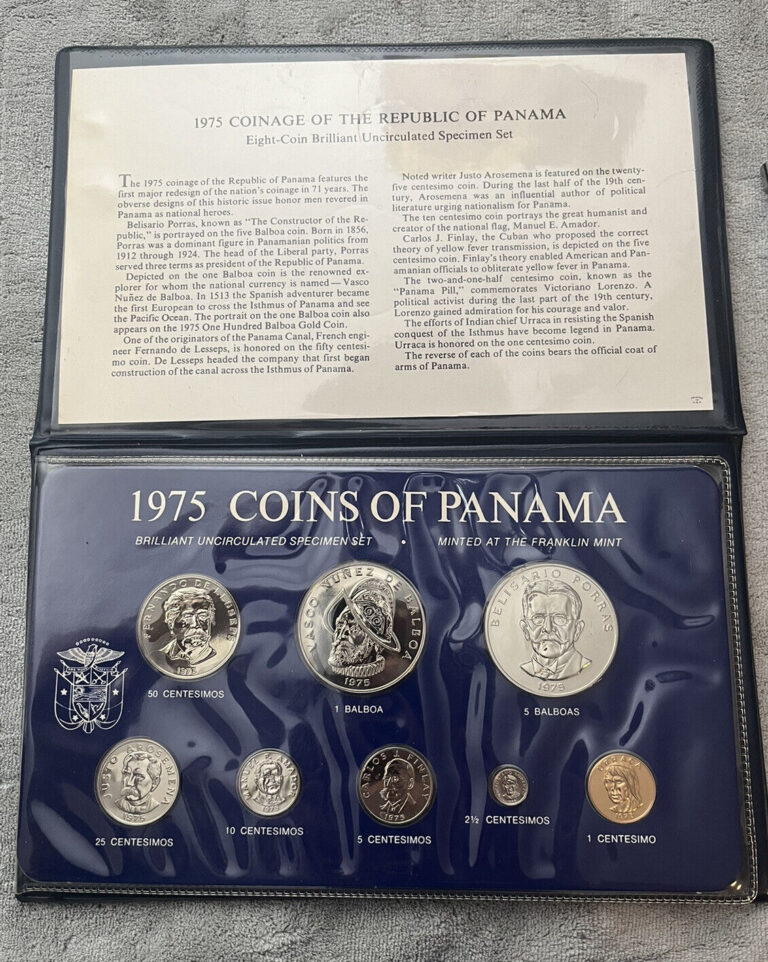 1975 COINAGE OF THE REPUBLIC OF PANAMA
Eight-Coin Brilliant Uncirculated Specimen Set
The 1975 coinage of the Republic of Panama features the
first major redesign of the nation's coinage in 71 years. The
obverse designs of this historic issue honor men revered in
Panama as national heroes.
Belisario Porras, known as "The Constructor of the Re-
public," is portrayed on the five Balboa coin. Born in 1856,
Porras was a dominant figure in Panamanian politics from
1912 through 1924. The head of the Liberal party, Porras
served three terms as president of the Republic of Panama.
Depicted on the one Balboa coin is the renowned ex-
plorer for whom the national currency is named—Vasco
Nuñez de Balboa. In 1513 the Spanish adventurer became
the first European to cross the Isthmus of Panama and see
the Pacific Ocean. The portrait on the one Balboa coin also
appears on the 1975 One Hundred Balboa Gold Coin.
One of the originators of the Panama Canal, French engi-
neer Fernando de Lesseps, is honored on the fifty centesi-
mo coin. De Lesseps headed the company that first began
construction of the canal across the Isthmus of Panama.
Noted writer Justo Arosemena is featured on the twenty-
five centesimo coin. During the last half of the 19th cen-
tury, Arosemena was an influential author of political
literature urging nationalism for Panama.
The ten centesimo coin portrays the great humanist and
creator of the national flag, Manuel E. Amador.
Carlos J. Finlay, the Cuban who proposed the correct
theory of yellow fever transmission, is depicted on the five
centesimo coin. Finlay's theory enabled American and Pan-
amanian officials to obliterate yellow fever in Panama.
The two-and-one-half centesimo coin, known as the
"Panama Pill," commemorates Victoriano Lorenzo. A
political activist during the last part of the 19th century,
Lorenzo gained admiration for his courage and valor.
The efforts of Indian chief Urraca in resisting the Spanish
conquest of the Isthmus have become legend in Panama.
Urraca is honored on the one centesimo coin.
The reverse of each of the coins bears the official coat of
arms of Panama.
1975 COINS OF PANAMA
BRILLIANT UNCIRCULATED SPECIMEN SET • MINTED AT THE FRANKLIN MINT
FERNANDO DE LESSEPS
1975
50 CENTESIMOS
VASCO NUÑEZ DE BALBOA
1975
1 BALBOA
BELISARIO PORRAS
1975
5 BALBOAS
JUSTO AROSEMENA
1975
25 CENTESIMOS
10 CENTESIMOS
CARLOS J. FINLAY
1975
5 CENTESIMOS
2½ CENTESIMOS
URRACA
1975
1 CENTESIMO